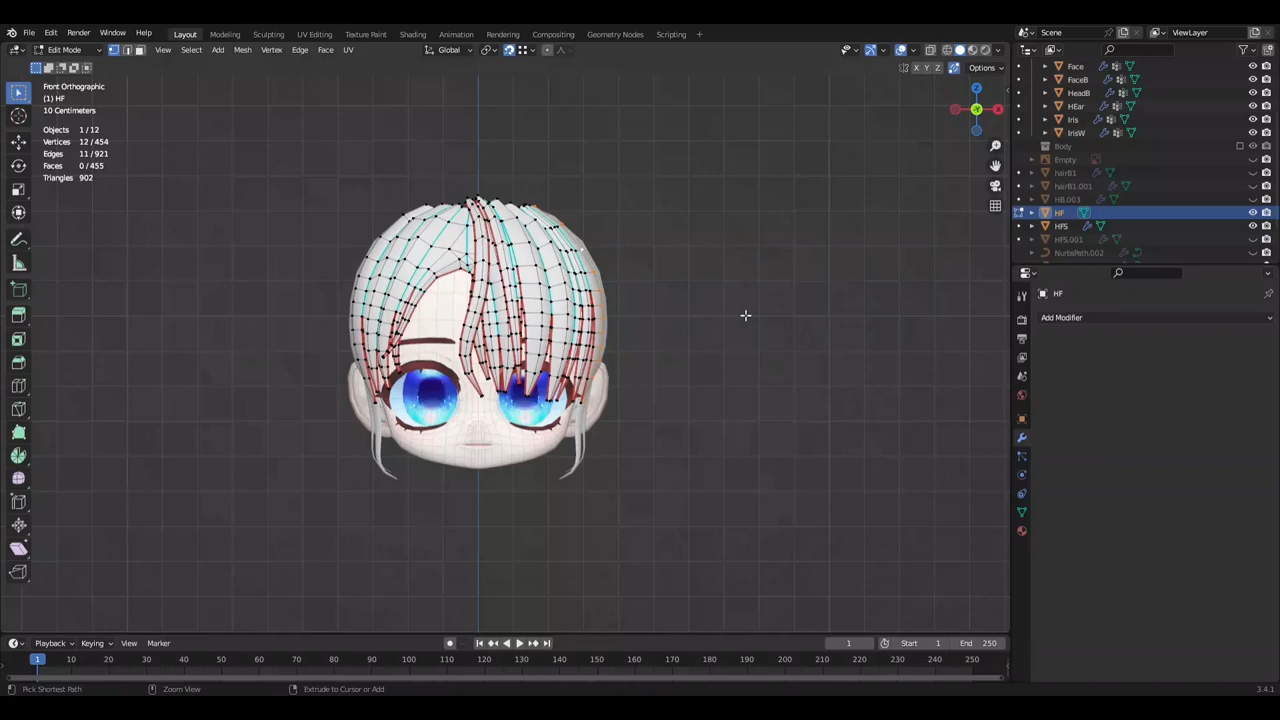 File Edit Render Window Help Layout Modeling Sculpting UV Editing Texture Paint Shading Animation Rendering Compositing Geometry Nodes Scripting + Scene ViewLayer
Edit Mode View Select Add Mesh Vertex Edge Face UV Global
X Y Z Options
Front Orthographic
(1) HF
10 Centimeters
Objects 1/12
Vertices 12/454
Edges 11/921
Faces 0/455
Triangles 902
Z
X
-Y
Face
FaceB
HeadB
HEar
Iris
IrisW
Body
Empty
hairB1
hairB1.001
HB.003
HF
HFS
HFS.001
NurbsPath.002
HF
Add Modifier
Playback Keying View Marker 1 Start 1 End 250
1 10 20 30 40 50 60 70 80 90 100 110 120 130 140 150 160 170 180 190 200 210 220 230 240 250
Pick Shortest Path Zoom View Extrude to Cursor or Add 3.4.1